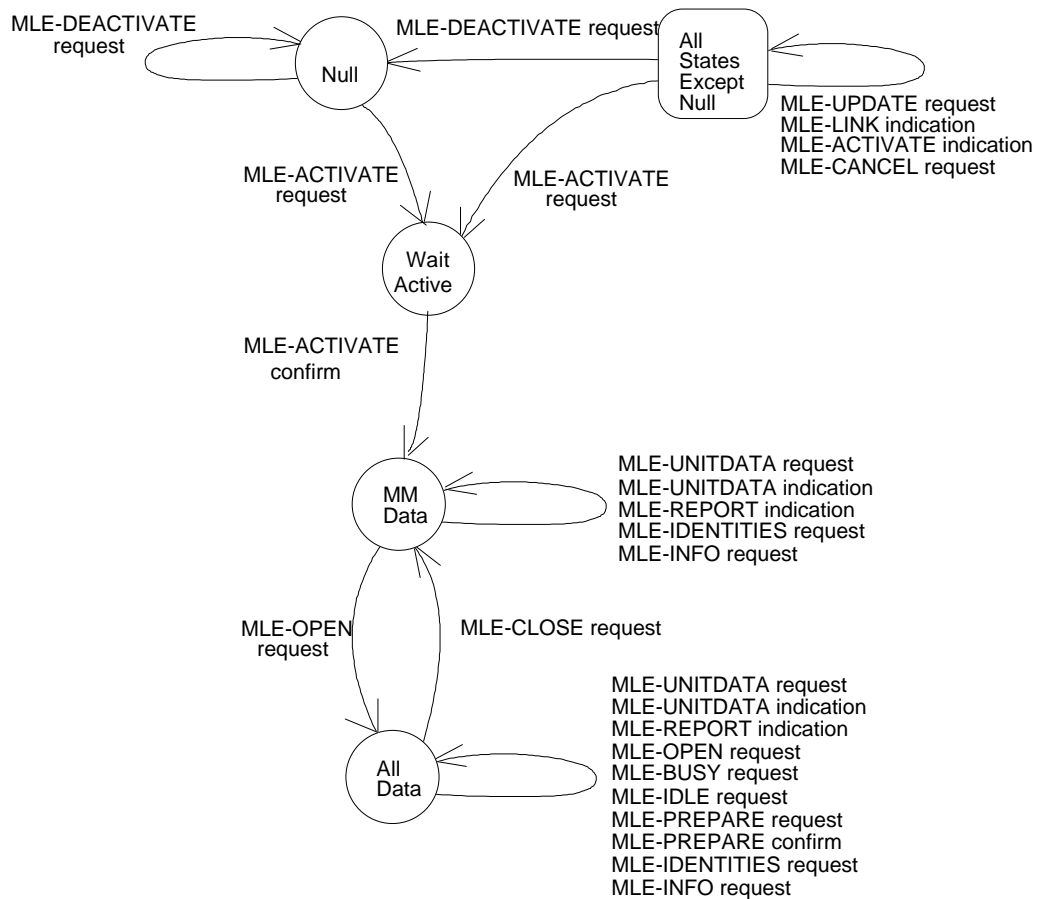 MLE-DEACTIVATE
request
MLE-DEACTIVATE request
Null
All
States
Except
Null
MLE-UPDATE request
MLE-LINK indication
MLE-ACTIVATE indication
MLE-CANCEL request
MLE-ACTIVATE
request
MLE-ACTIVATE
request
Wait
Active
MLE-ACTIVATE
confirm
MM
Data
MLE-UNITDATA request
MLE-UNITDATA indication
MLE-REPORT indication
MLE-IDENTITIES request
MLE-INFO request
MLE-OPEN
request
MLE-CLOSE request
All
Data
MLE-UNITDATA request
MLE-UNITDATA indication
MLE-REPORT indication
MLE-OPEN request
MLE-BUSY request
MLE-IDLE request
MLE-PREPARE request
MLE-PREPARE confirm
MLE-IDENTITIES request
MLE-INFO request